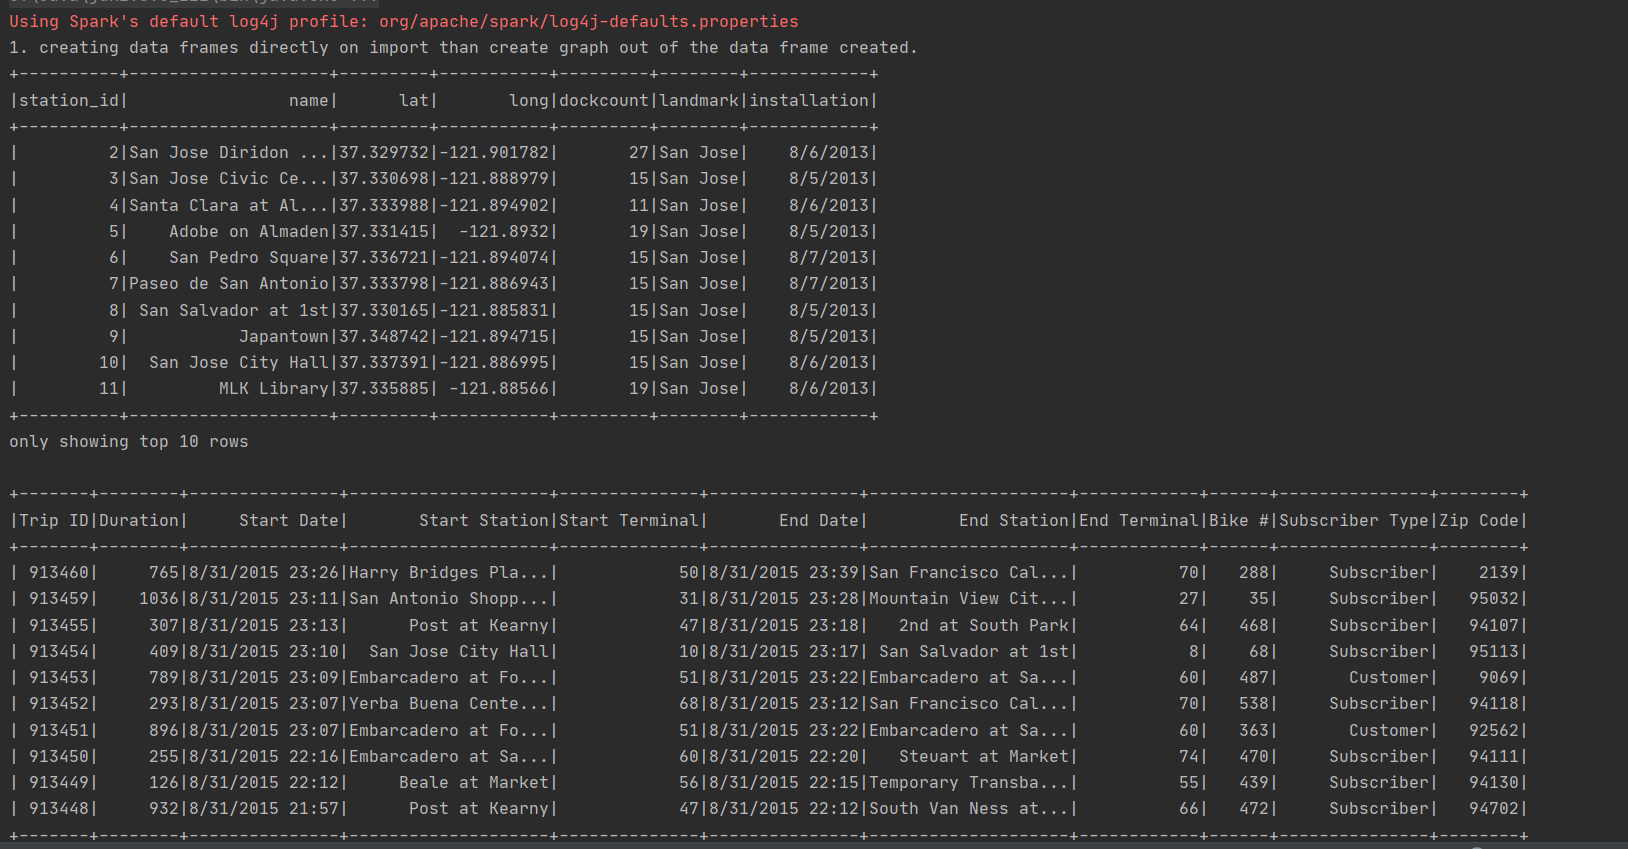 Using Spark's default log4j profile: org/apache/spark/log4j-defaults.properties
1. creating data frames directly on import than create graph out of the data frame created.
+----------+--------------------+---------+-----------+---------+--------+------------+
|station_id|                name|      lat|       long|dockcount|landmark|installation|
+----------+--------------------+---------+-----------+---------+--------+------------+
|         2|San Jose Diridon ...|37.329732|-121.901782|       27|San Jose|    8/6/2013|
|         3|San Jose Civic Ce...|37.330698|-121.888979|       15|San Jose|    8/5/2013|
|         4|Santa Clara at Al...|37.333988|-121.894902|       11|San Jose|    8/6/2013|
|         5|    Adobe on Almaden|37.331415|  -121.8932|       19|San Jose|    8/5/2013|
|         6|    San Pedro Square|37.336721|-121.894074|       15|San Jose|    8/7/2013|
|         7|Paseo de San Antonio|37.333798|-121.886943|       15|San Jose|    8/7/2013|
|         8| San Salvador at 1st|37.330165|-121.885831|       15|San Jose|    8/5/2013|
|         9|           Japantown|37.348742|-121.894715|       15|San Jose|    8/5/2013|
|        10|  San Jose City Hall|37.337391|-121.886995|       15|San Jose|    8/6/2013|
|        11|         MLK Library|37.335885| -121.88566|       19|San Jose|    8/6/2013|
+----------+--------------------+---------+-----------+---------+--------+------------+
only showing top 10 rows
+-------+--------+---------------+--------------------+--------------+---------------+--------------------+------------+------+---------------+--------+
|Trip ID|Duration|     Start Date|       Start Station|Start Terminal|       End Date|         End Station|End Terminal|Bike #|Subscriber Type|Zip Code|
+-------+--------+---------------+--------------------+--------------+---------------+--------------------+------------+------+---------------+--------+
| 913460|     765|8/31/2015 23:26|Harry Bridges Pla...|            50|8/31/2015 23:39|San Francisco Cal...|          70|   288|     Subscriber|    2139|
| 913459|    1036|8/31/2015 23:11|San Antonio Shopp...|            31|8/31/2015 23:28|Mountain View Cit...|          27|    35|     Subscriber|   95032|
| 913455|     307|8/31/2015 23:13|      Post at Kearny|            47|8/31/2015 23:18|   2nd at South Park|          64|   468|     Subscriber|   94107|
| 913454|     409|8/31/2015 23:10|  San Jose City Hall|            10|8/31/2015 23:17| San Salvador at 1st|           8|    68|     Subscriber|   95113|
| 913453|     789|8/31/2015 23:09|Embarcadero at Fo...|            51|8/31/2015 23:22|Embarcadero at Sa...|          60|   487|       Customer|    9069|
| 913452|     293|8/31/2015 23:07|Yerba Buena Cente...|            68|8/31/2015 23:12|San Francisco Cal...|          70|   538|     Subscriber|   94118|
| 913451|     896|8/31/2015 23:07|Embarcadero at Fo...|            51|8/31/2015 23:22|Embarcadero at Sa...|          60|   363|       Customer|   92562|
| 913450|     255|8/31/2015 22:16|Embarcadero at Sa...|            60|8/31/2015 22:20|   Steuart at Market|          74|   470|     Subscriber|   94111|
| 913449|     126|8/31/2015 22:12|     Beale at Market|            56|8/31/2015 22:15|Temporary Transba...|          55|   439|     Subscriber|   94130|
| 913448|     932|8/31/2015 21:57|      Post at Kearny|            47|8/31/2015 22:12|South Van Ness at...|          66|   472|     Subscriber|   94702|
+-------+--------+---------------+--------------------+--------------+---------------+--------------------+------------+------+---------------+--------+